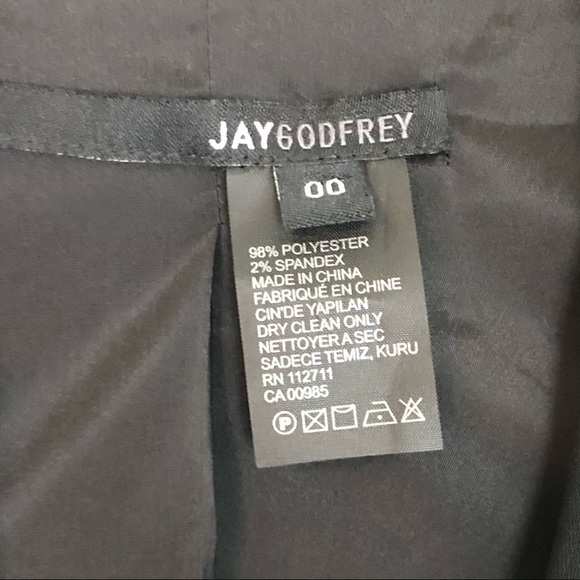 JAYGODFREY
00
98% POLYESTER
2% SPANDEX
MADE IN CHINA
FABRIQUÉ EN CHINE
CIN'DE YAPILAN
DRY CLEAN ONLY
NETTOYER A SEC
SADECE TEMIZ, KURU
RN 112711
CA 00985
P